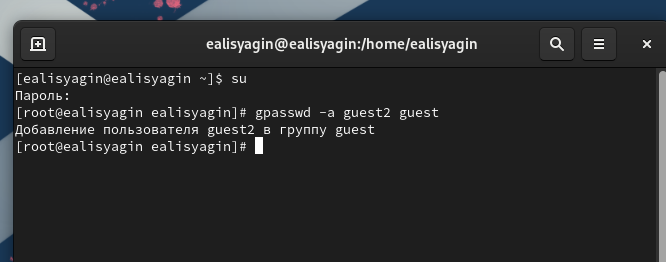 ealisyagin@ealisyagin:/home/ealisyagin
[ealisyagin@ealisyagin ~]$ su
Пароль:
[root@ealisyagin ealisyagin]# gpasswd -a guest2 guest
Добавление пользователя guest2 в группу guest
[root@ealisyagin ealisyagin]#